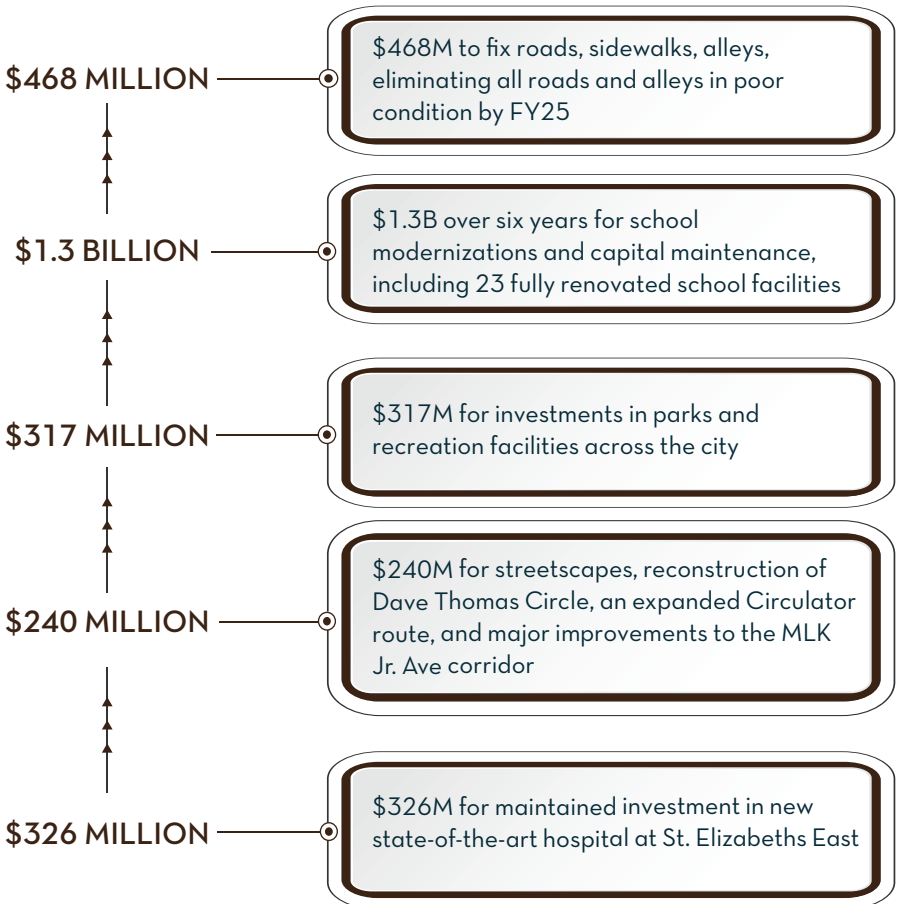 $468 MILLION
$468M to fix roads, sidewalks, alleys,
eliminating all roads and alleys in poor
condition by FY25
$1.3 BILLION
$1.3B over six years for school
modernizations and capital maintenance,
including 23 fully renovated school facilities
$317 MILLION
$317M for investments in parks and
recreation facilities across the city
$240 MILLION
$240M for streetscapes, reconstruction of
Dave Thomas Circle, an expanded Circulator
route, and major improvements to the MLK
Jr. Ave corridor
$326 MILLION
$326M for maintained investment in new
state-of-the-art hospital at St. Elizabeths East